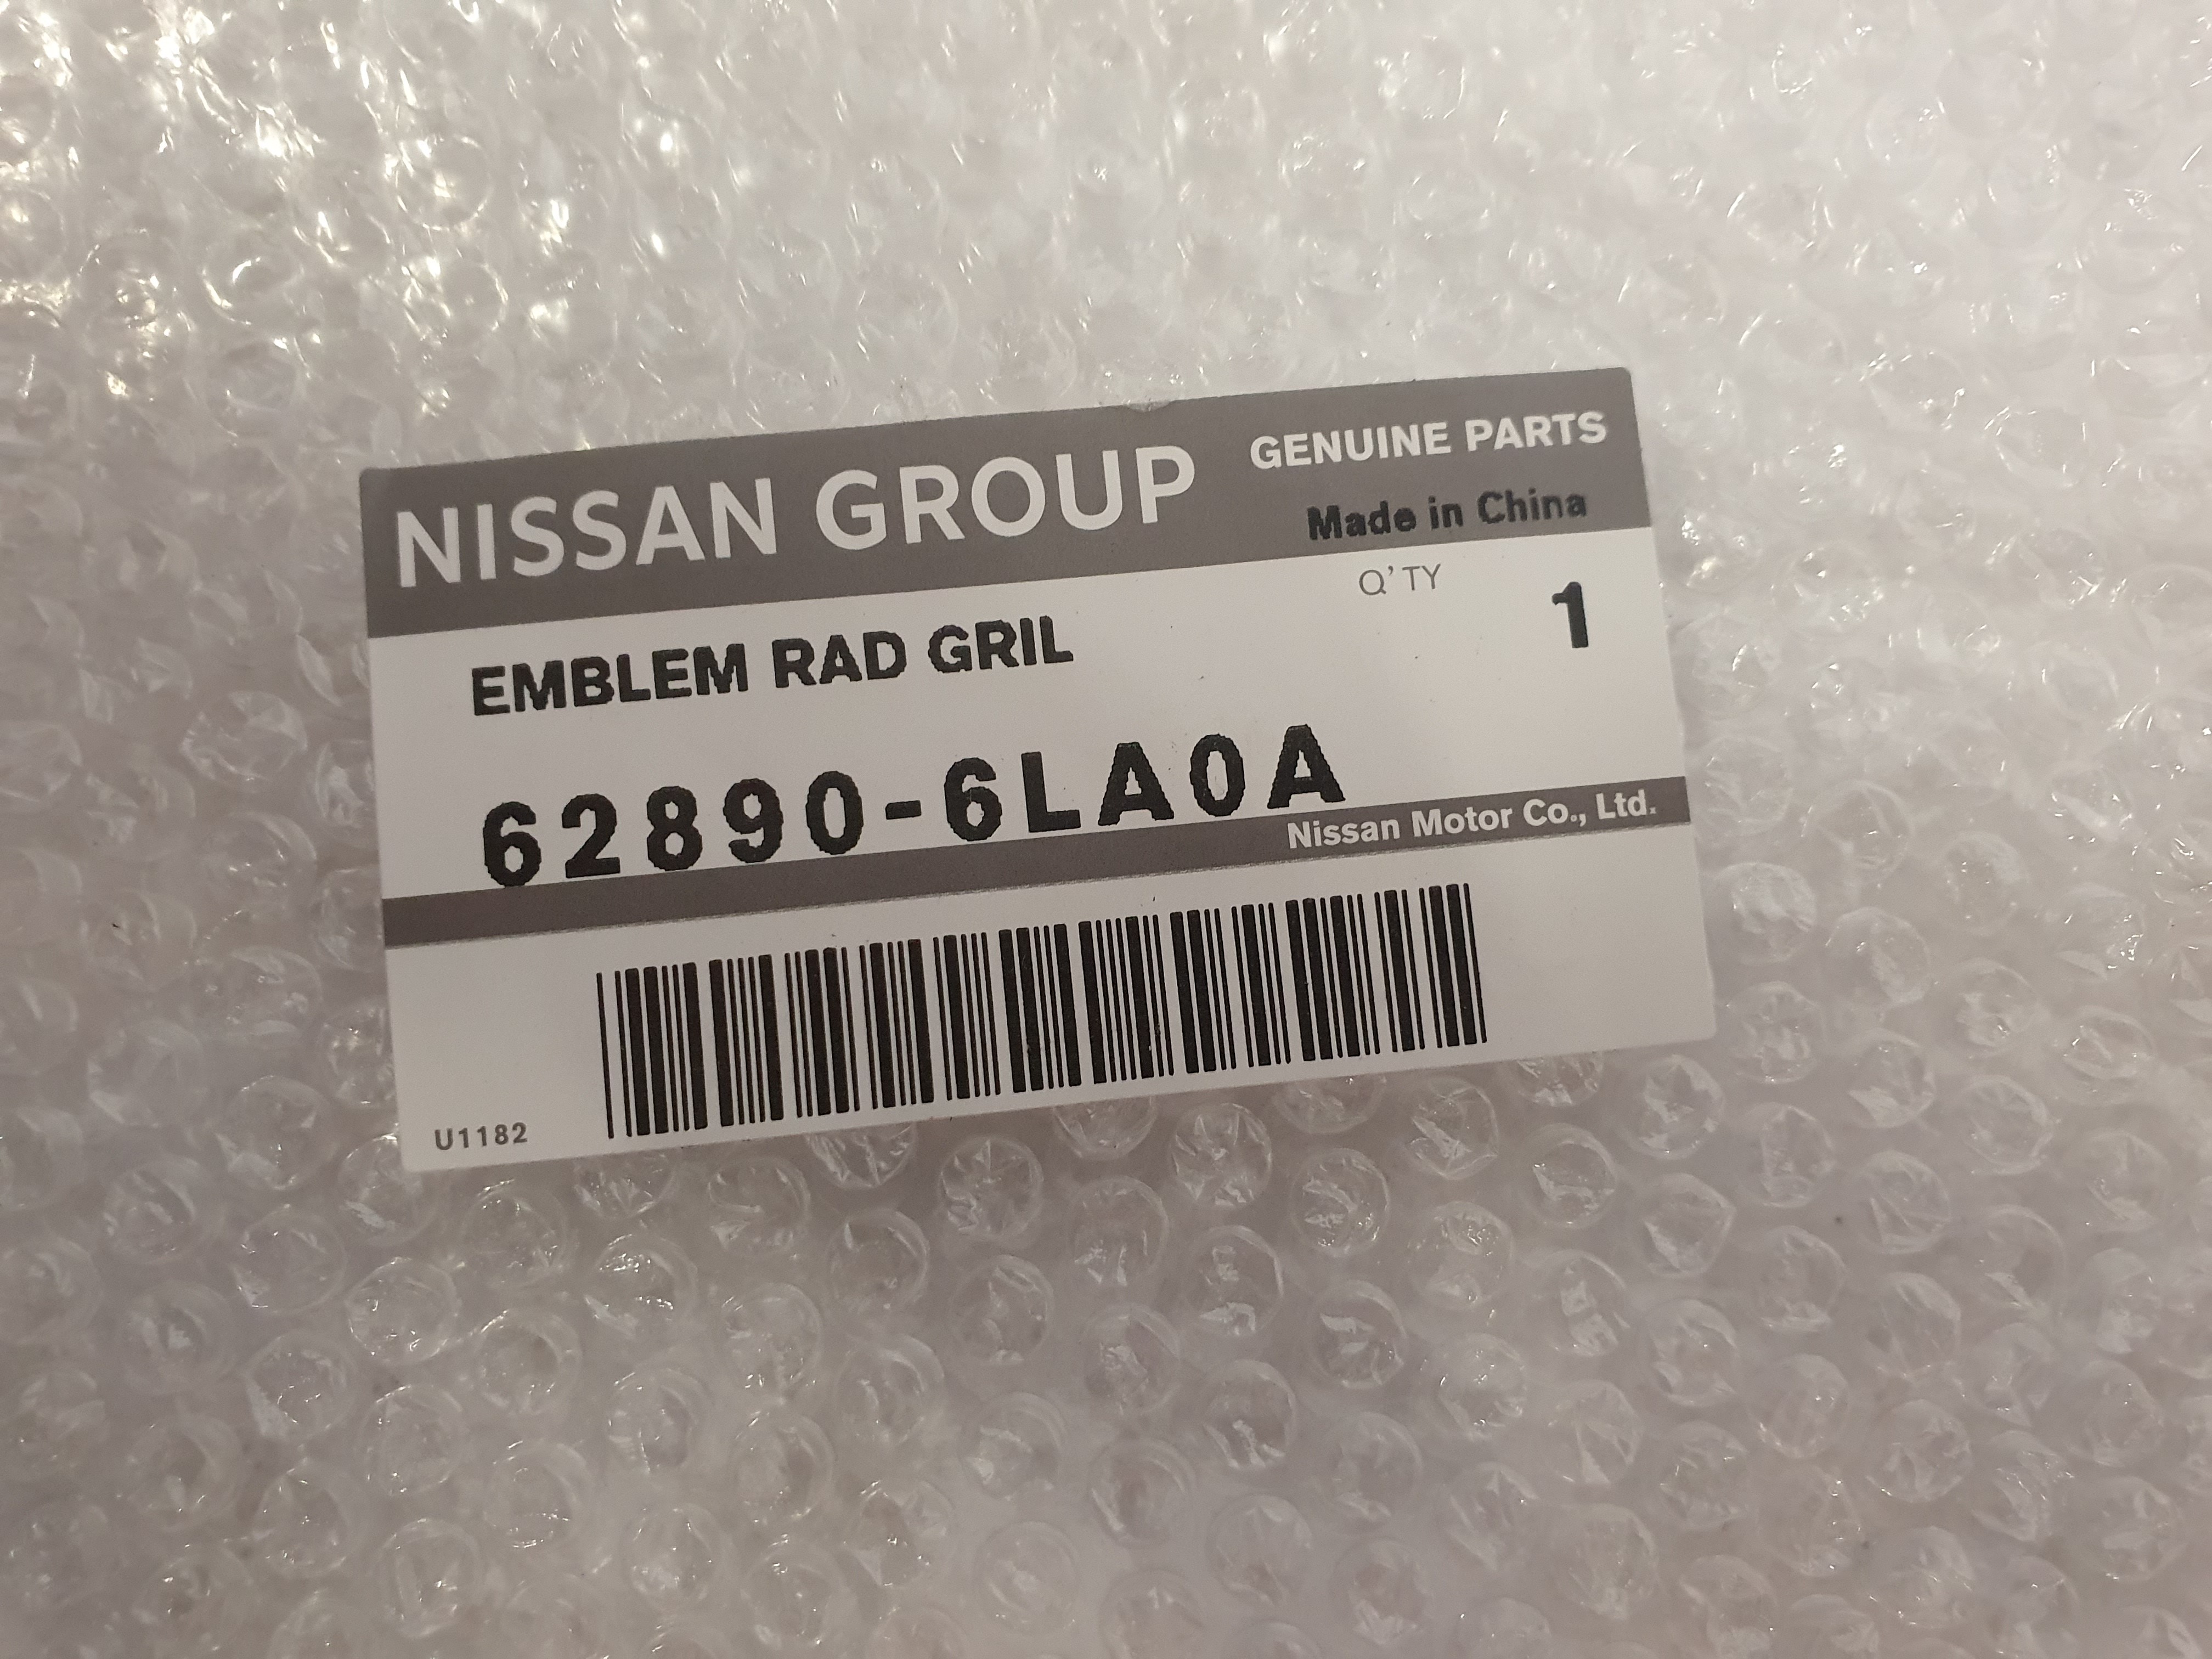 NISSAN GROUP GENUINE PARTS
Made in China
Q'TY 1
EMBLEM RAD GRIL
62890-6LA0A
Nissan Motor Co., Ltd.
U1182